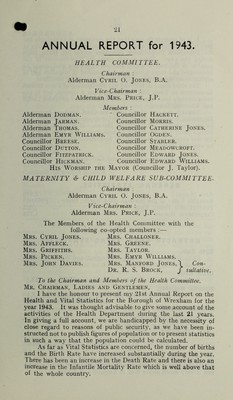 21
ANNUAL REPORT for 1943.
HEALTH COMMITTEE.
Chairman :
Alderman CYRIL O. JONES, B.A.
Vice-Chairman :
Alderman MRS. PRICE, J.P.
Members :
Alderman DODMAN.
Alderman JARMAN.
Alderman THOMAS.
Alderman EMYR WILLIAMS.
Councillor BREESE.
Councillor DUTTON.
Councillor FITZPATRICK.
Councillor HICKMAN.
Councillor HACKETT.
Councillor MORRIS.
Councillor CATHERINE JONES.
Councillor OGDEN.
Councillor STADLER.
Councillor MEADOWCROFT.
Councillor EDWARD JONES.
Councillor EDWARD WILLIAMS.
HIS WORSHIP THE MAYOR (Councillor J. Taylor).
MATERNITY & CHILD WELFARE SUB-COMMITTEE.
Chairman :
Alderman CYRIL O. JONES, B.A.
Vice-Chairman :
Alderman MRS. PRICE, J.P.
The Members of the Health Committee with the
following co-opted members :—
MRS. CYRIL JONES.
MRS. AFFLECK.
MRS. GRIFFITHS.
MRS. PICKEN.
MRS. JOHN DAVIES.
MRS. CHALLONER.
MRS. GREENE.
MRS. TAYLOR.
MRS. EMYR WILLIAMS.
MRS. MANFORD JONES, } Con-
DR. R. S. BROCK, } sultative.
To the Chairman and Members of the Health Committee.
MR. CHAIRMAN, LADIES AND GENTLEMEN,
I have the honour to present my 21st Annual Report on the
Health and Vital Statistics for the Borough of Wrexham for the
year 1943. It was thought advisable to give some account of the
activities of the Health Department during the last 21 years.
In giving a full account, we are handicapped by the necessity of
close regard to reasons of public security, as we have been in-
structed not to publish figures of population or to present statistics
in such a way that the population could be calculated.
As far as Vital Statistics are concerned, the number of births
and the Birth Rate have increased substantially during the year.
There has been an increase in the Death Rate and there is also an
increase in the Infantile Mortality Rate which is well above that
of the whole country.